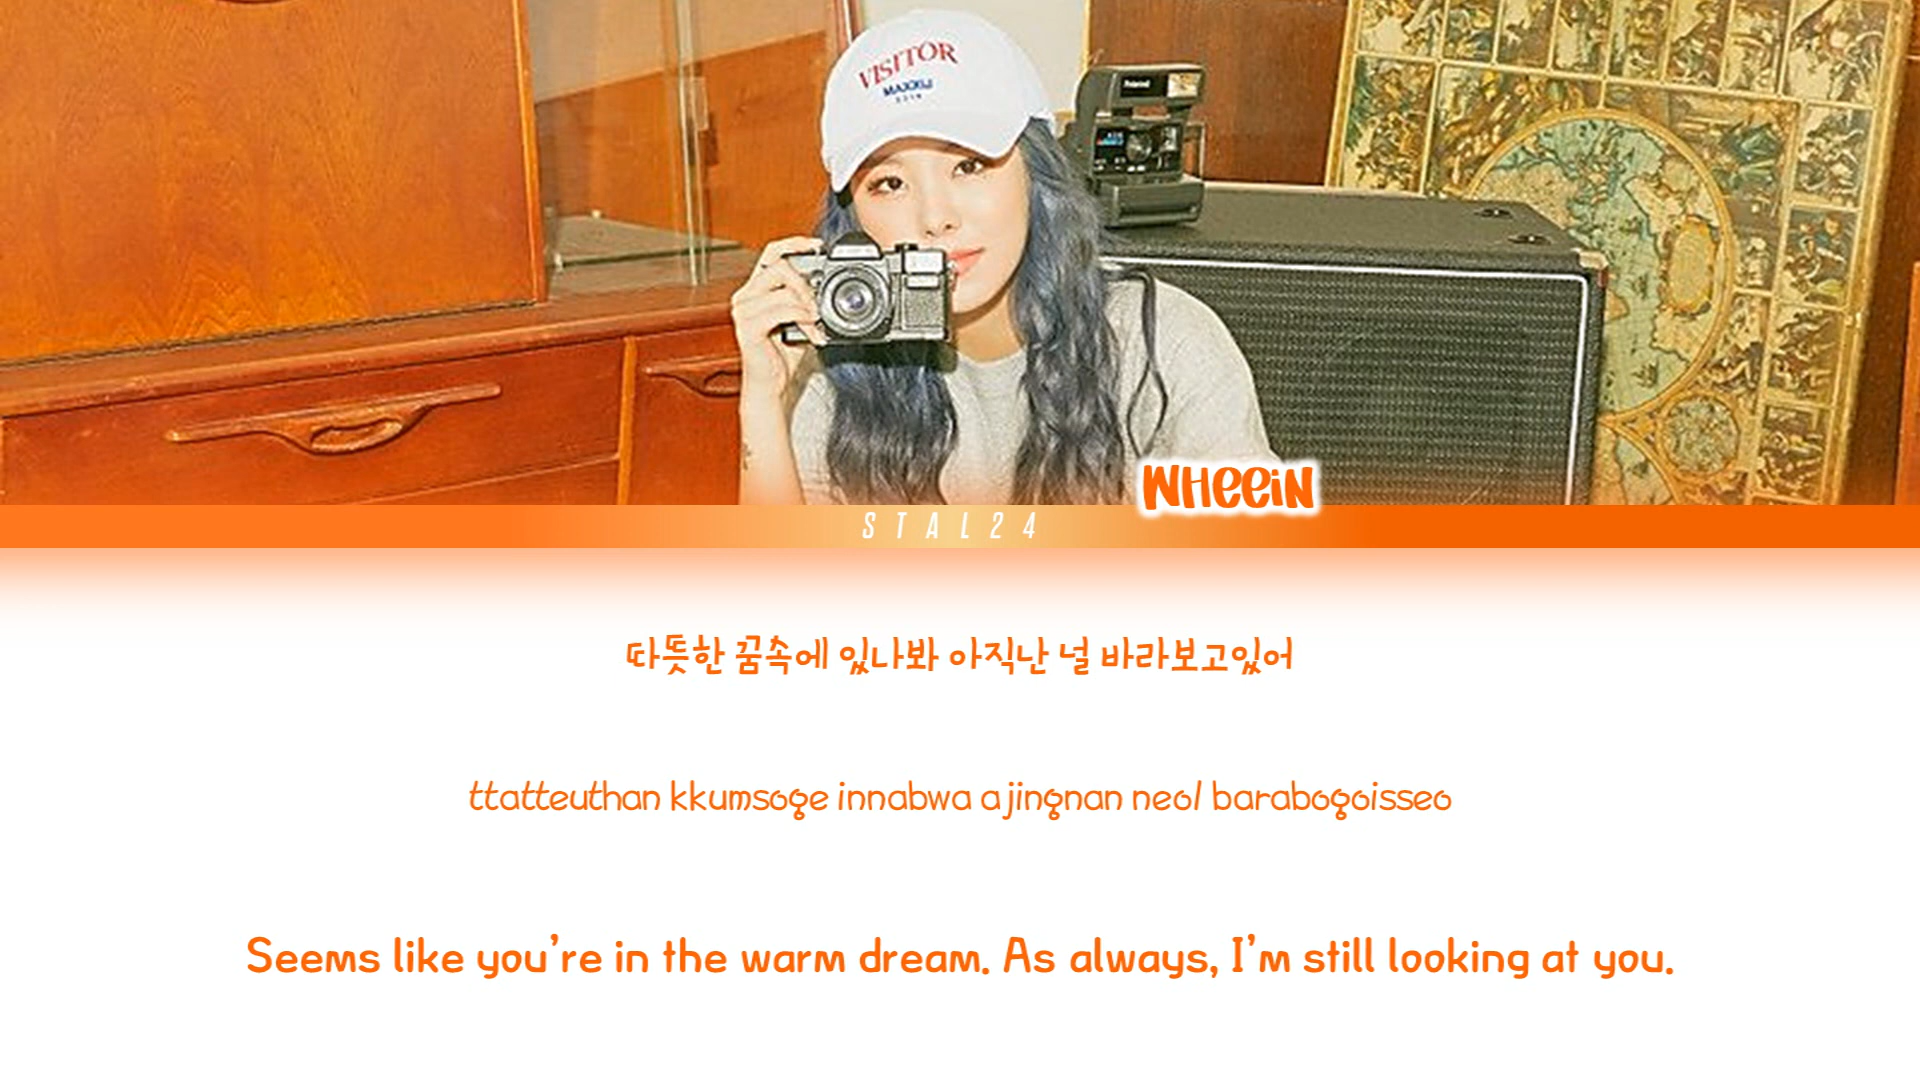 VISITOR
MAXXIJ
Polaroid
WHeeiN
STAL24
따뜻한 꿈속에 있나봐 아직난 널 바라보고있어
ttatteuthan kkumsoge innabwa ajingnan neol barabogoisseo
Seems like you're in the warm dream. As always, I'm still looking at you.